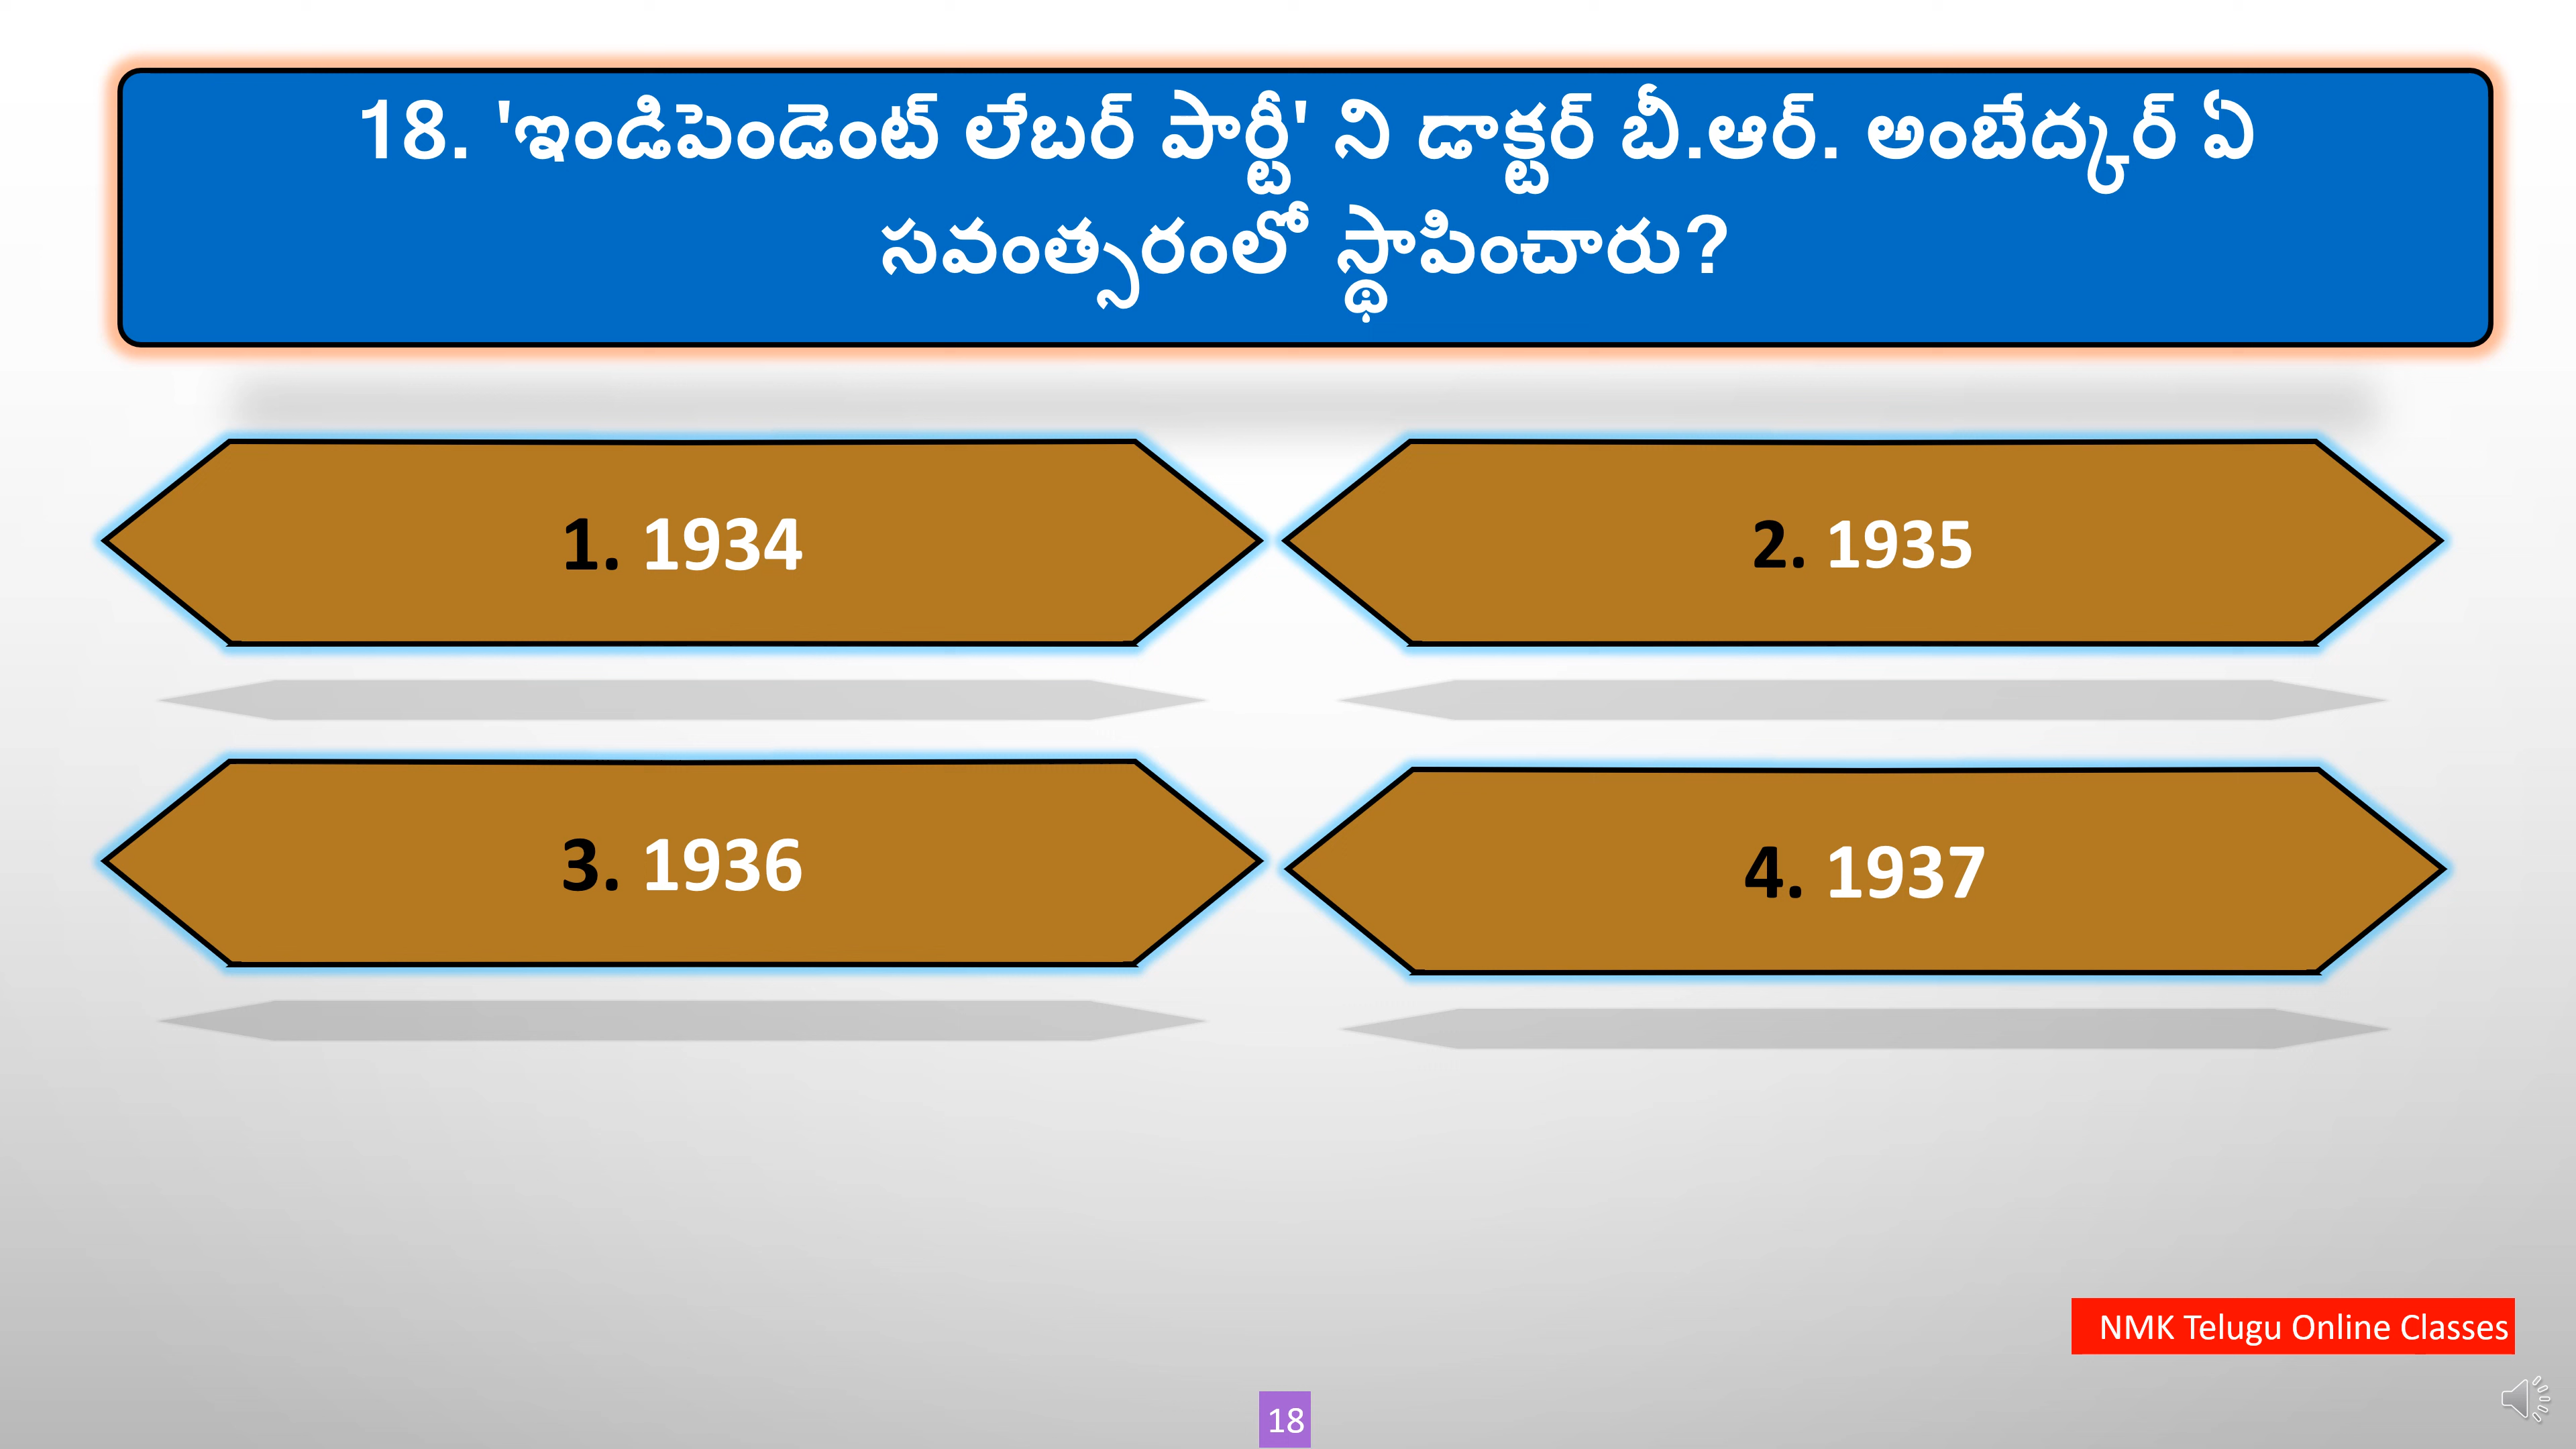 18. 'ఇండిపెండెంట్ లేబర్ పార్టీ' ని డాక్టర్ బీ.ఆర్. అంబేద్కర్ ఏ
సవంత్సరంలో స్థాపించారు?
1. 1934
2. 1935
3. 1936
4. 1937
NMK Telugu Online Classes
18